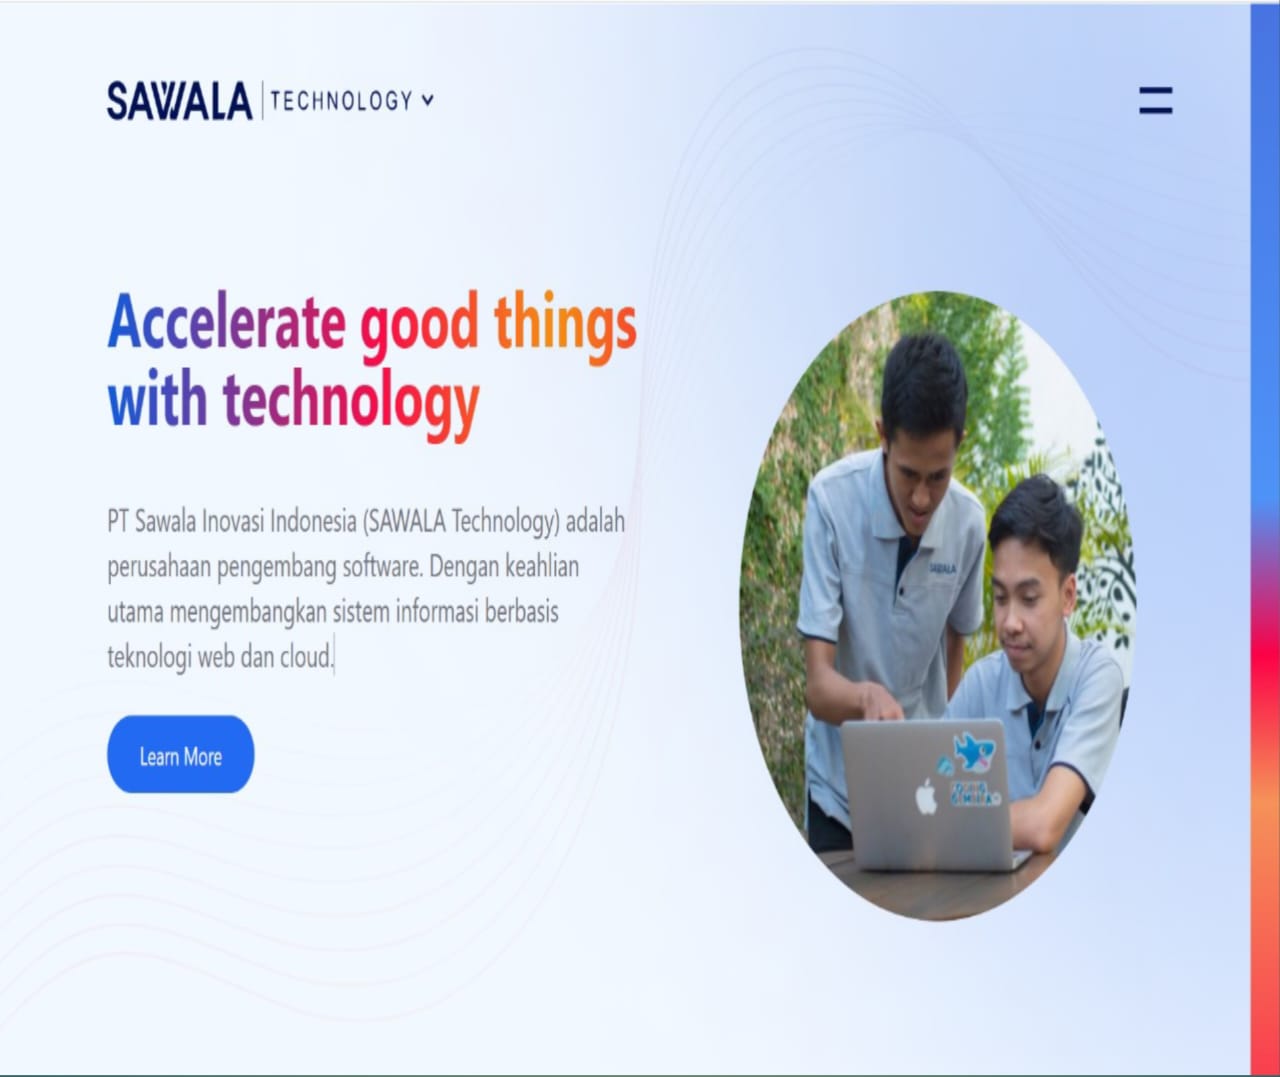 SAWALA TECHNOLOGY
Accelerate good things
with technology
PT Sawala Inovasi Indonesia (SAWALA Technology) adalah
perusahaan pengembang software. Dengan keahlian
utama mengembangkan sistem informasi berbasis
teknologi web dan cloud.
Learn More
SAWALA